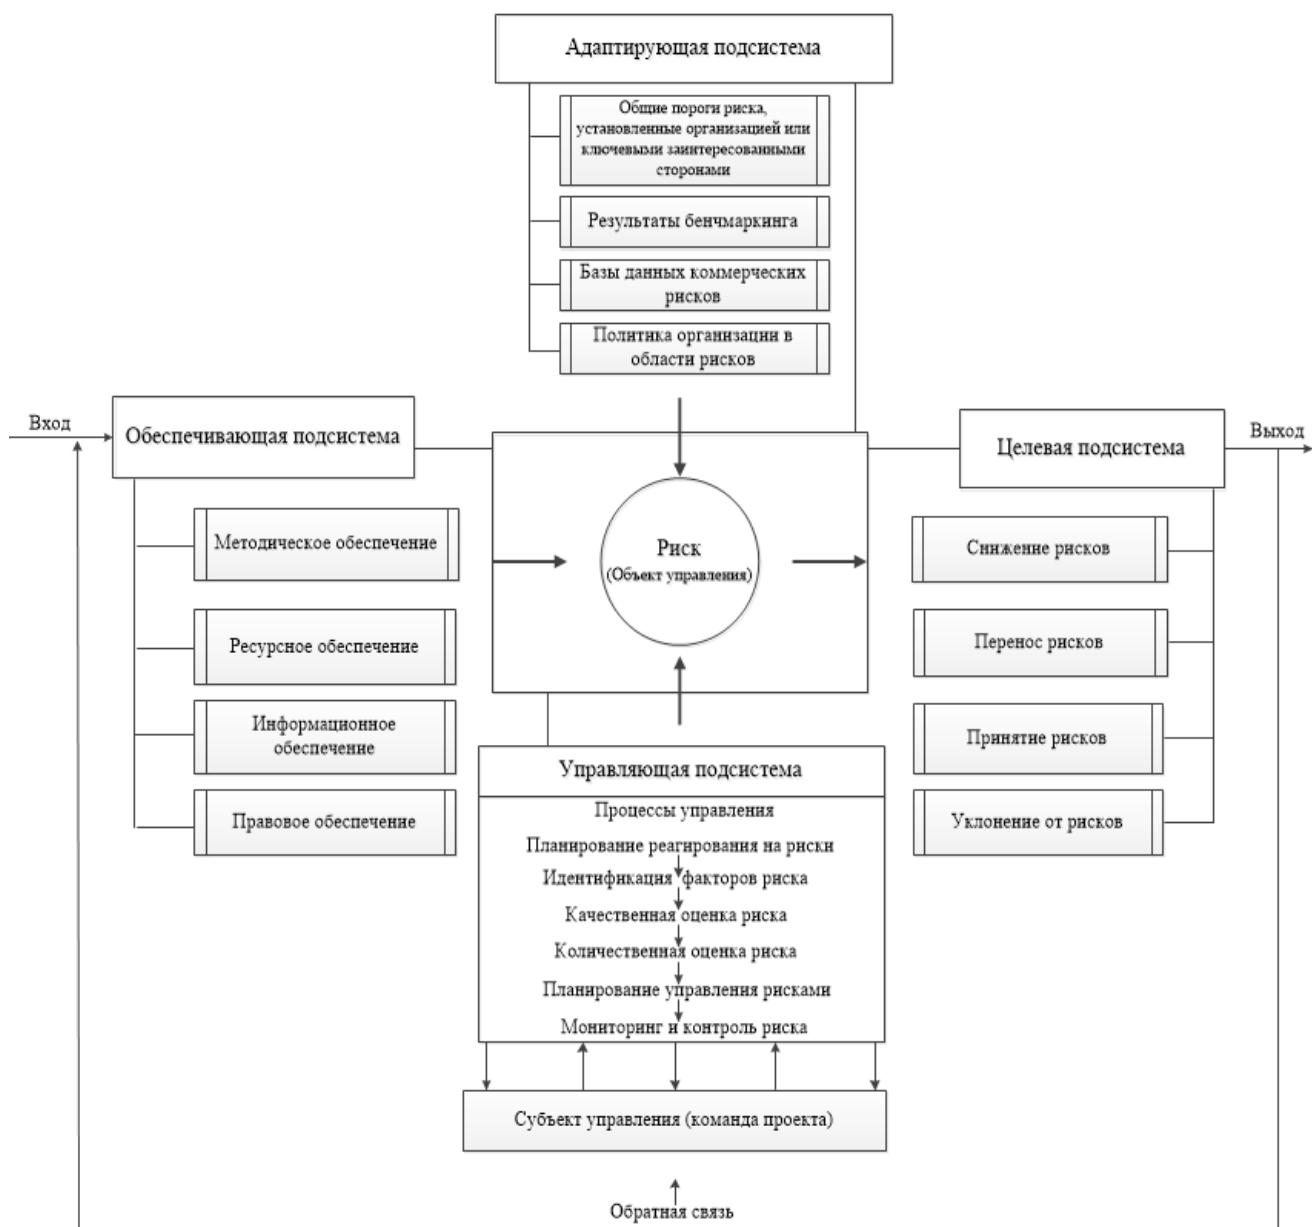 Адаптирующая подсистема
Общие пороги риска,
установленные организацией или
ключевыми заинтересованными
сторонами
Результаты бенчмаркинга
Базы данных коммерческих
рисков
Политика организации в
области рисков
Вход
Обеспечивающая подсистема
Методическое обеспечение
Ресурсное обеспечение
Информационное
обеспечение
Правовое обеспечение
Риск
(Объект управления)
Целевая подсистема
Выход
Снижение рисков
Перенос рисков
Принятие рисков
Уклонение от рисков
Управляющая подсистема
Процессы управления
Планирование реагирования на риски
Идентификация факторов риска
Качественная оценка риска
Количественная оценка риска
Планирование управления рисками
Мониторинг и контроль риска
Субъект управления (команда проекта)
Обратная связь